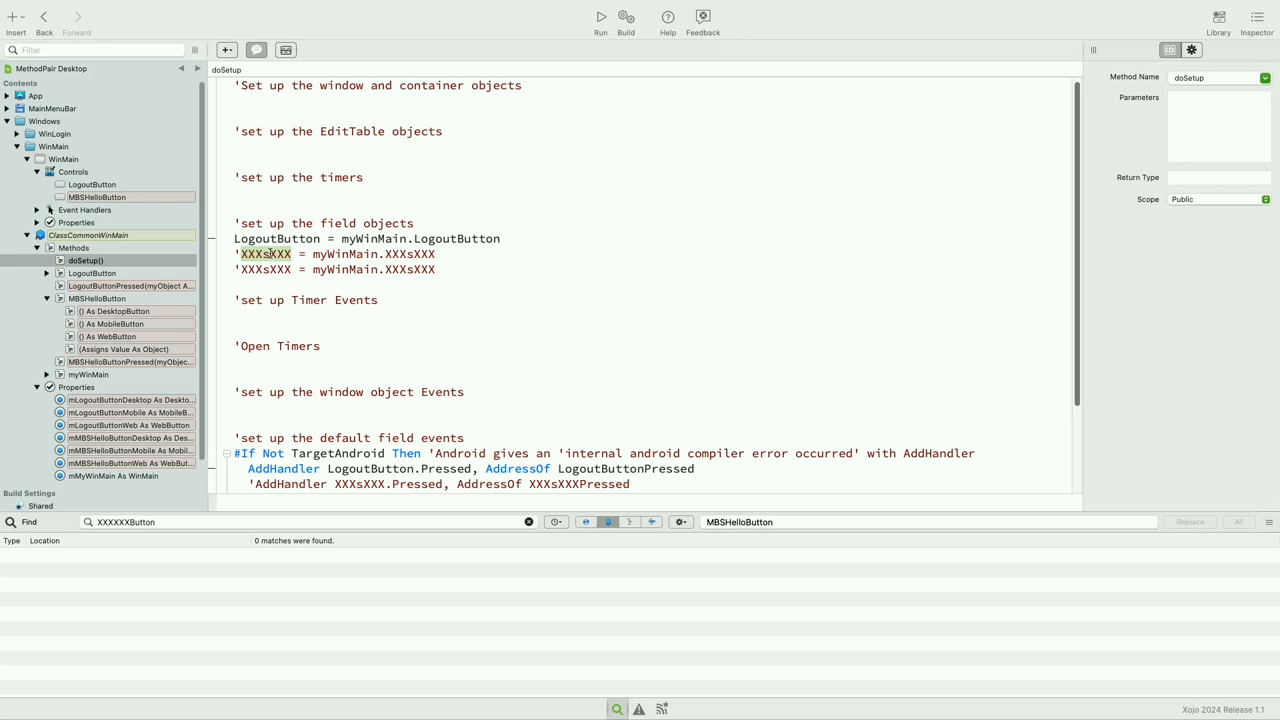 Insert Back Forward Run Build Help Feedback Library Inspector
Filter
MethodPair Desktop
Contents
App
MainMenuBar
Windows
WinLogin
WinMain
WinMain
Controls
LogoutButton
MBSHelloButton
Event Handlers
Properties
ClassCommonWinMain
Methods
doSetup()
LogoutButton
LogoutButtonPressed(myObject A...
MBSHelloButton
() As DesktopButton
() As MobileButton
() As WebButton
(Assigns Value As Object)
MBSHelloButtonPressed(myObjec...
myWinMain
Properties
mLogoutButtonDesktop As Deskto...
mLogoutButtonMobile As MobileB...
mLogoutButtonWeb As WebButton
mMBSHelloButtonDesktop As Des...
mMBSHelloButtonMobile As Mobil...
mMBSHelloButtonWeb As WebBut...
mMyWinMain As WinMain
Build Settings
Shared
doSetup
'Set up the window and container objects
'set up the EditTable objects
'set up the timers
'set up the field objects
LogoutButton = myWinMain.LogoutButton
'XXXsXXX = myWinMain.XXXsXXX
'XXXsXXX = myWinMain.XXXsXXX
'set up Timer Events
'Open Timers
'set up the window object Events
'set up the default field events
#If Not TargetAndroid Then 'Android gives an 'internal android compiler error occurred' with AddHandler
AddHandler LogoutButton.Pressed, AddressOf LogoutButtonPressed
'AddHandler XXXsXXX.Pressed, AddressOf XXXsXXXPressed
ID
Method Name doSetup
Parameters
Return Type
Scope Public
Find XXXXXXButton MBSHelloButton Replace All
Type Location 0 matches were found.
Xojo 2024 Release 1.1